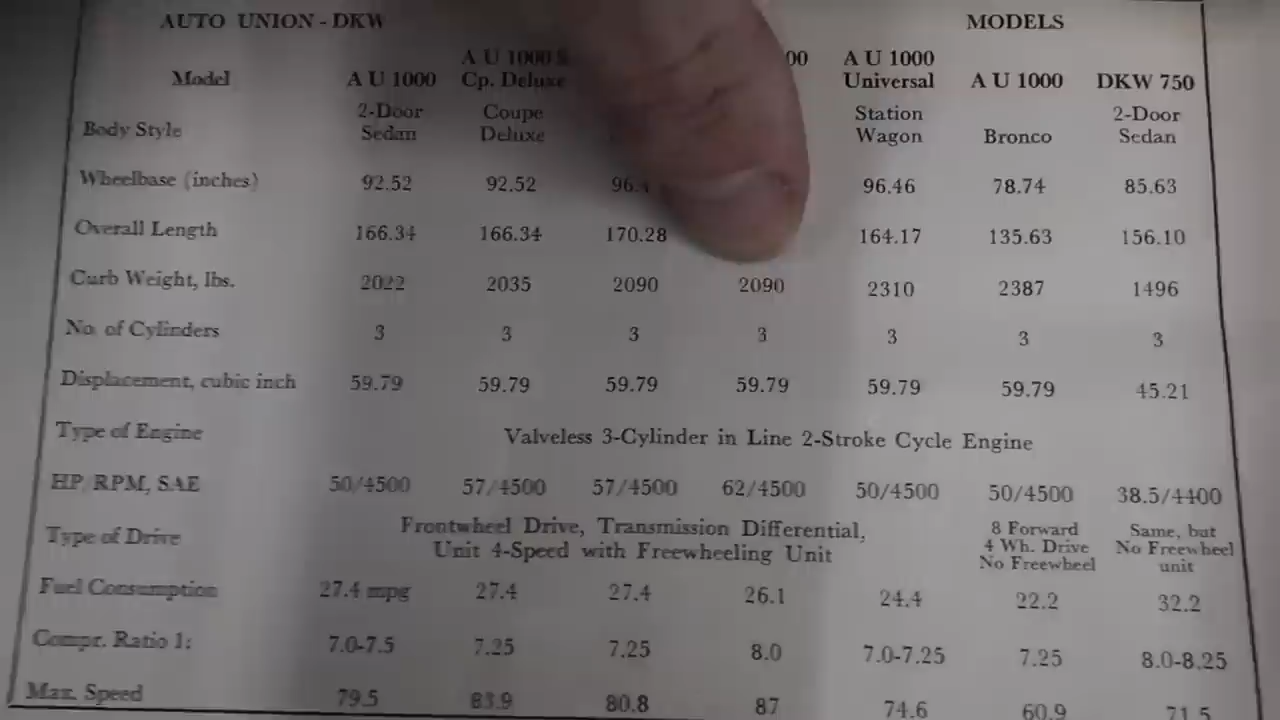 AUTO UNION - DKW MODELS
A U 1000 S 00 A U 1000
Model A U 1000 Cp. Deluxe Universal A U 1000 DKW 750
2-Door Coupe Station 2-Door
Body Style Sedan Deluxe Wagon Bronco Sedan
Wheelbase (inches) 92.52 92.52 96.4 96.46 78.74 85.63
Overall Length 166.34 166.34 170.28 164.17 135.63 156.10
Curb Weight, lbs. 2022 2035 2090 2090 2310 2387 1496
No. of Cylinders 3 3 3 3 3 3 3
Displacement, cubic inch 59.79 59.79 59.79 59.79 59.79 59.79 45.21
Type of Engine Valveless 3-Cylinder in Line 2-Stroke Cycle Engine
HP/RPM, SAE 50/4500 57/4500 57/4500 62/4500 50/4500 50/4500 38.5/4400
Frontwheel Drive, Transmission Differential, 8 Forward Same, but
Type of Drive Unit 4-Speed with Freewheeling Unit 4 Wh. Drive No Freewheel
No Freewheel unit
Fuel Consumption 27.4 mpg 27.4 27.4 26.1 24.4 22.2 32.2
Compr. Ratio 1: 7.0-7.5 7.25 7.25 8.0 7.0-7.25 7.25 8.0-8.25
Max. Speed 79.5 83.9 80.8 87 74.6 60.9 71.5